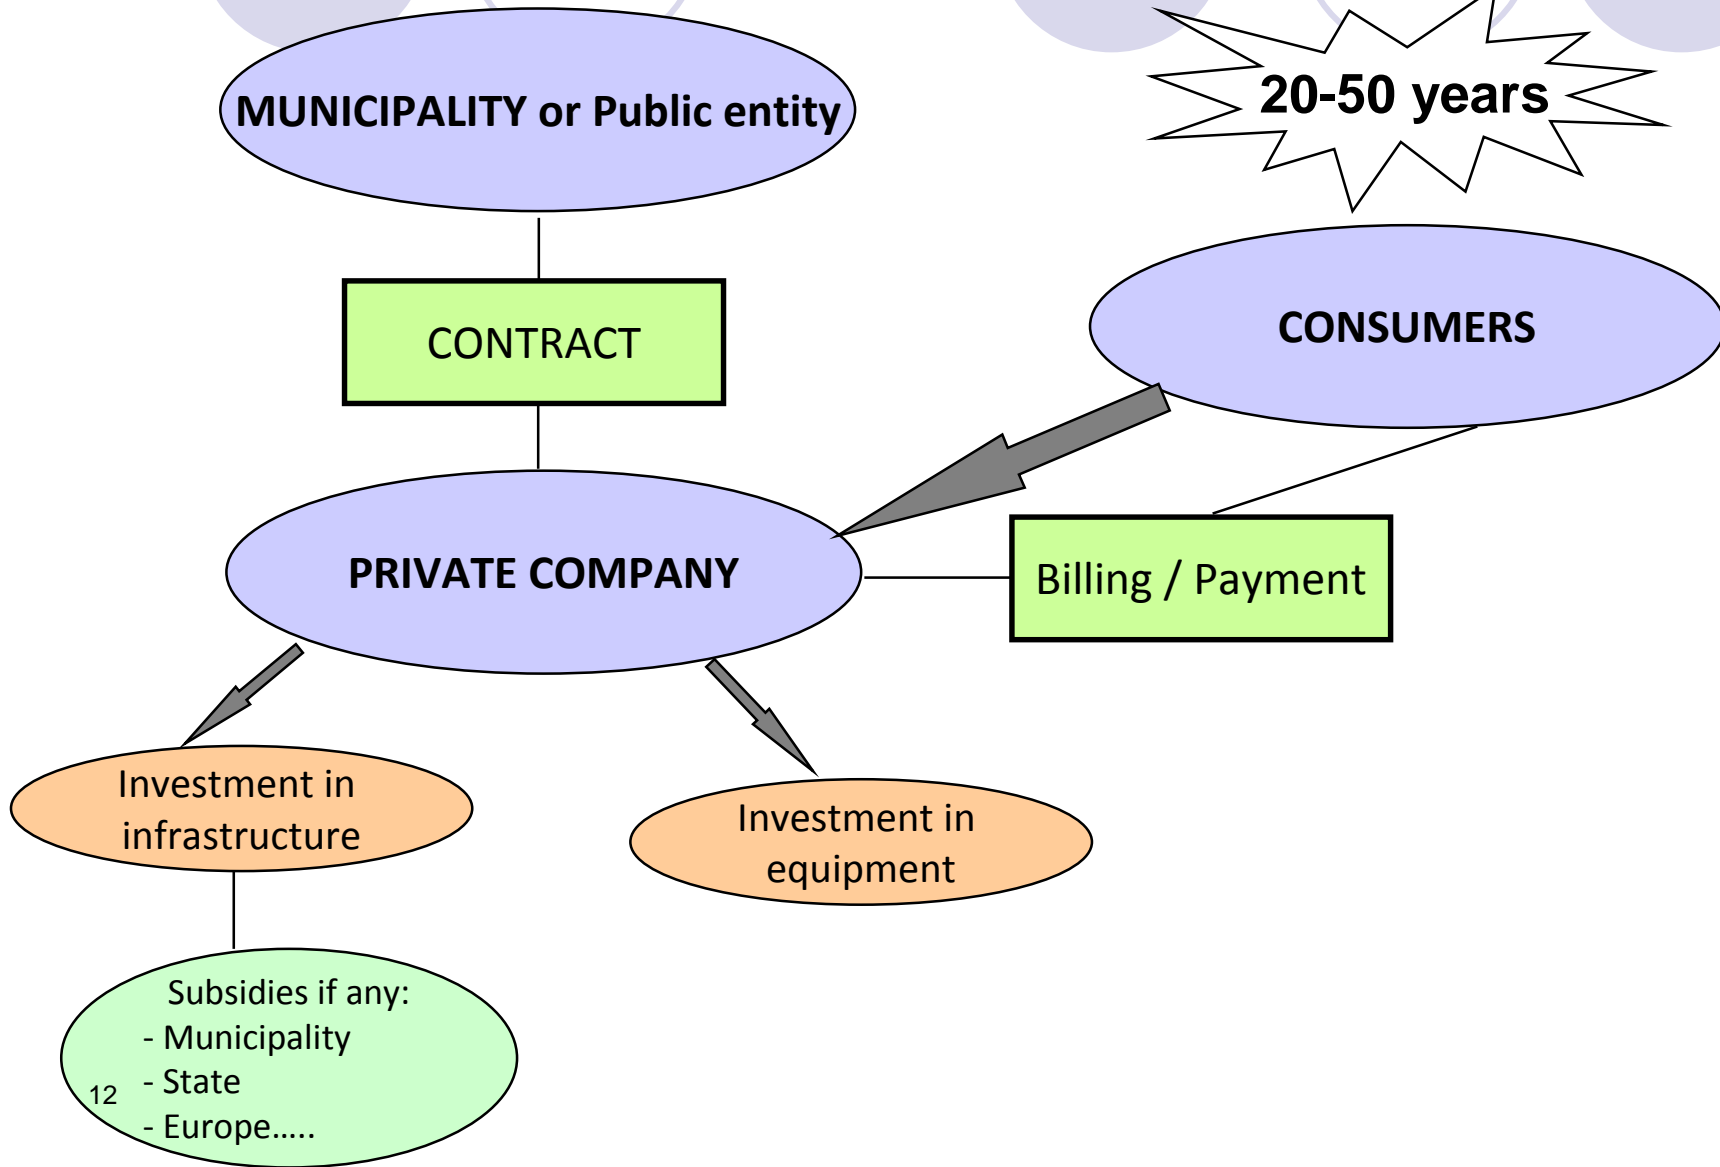 MUNICIPALITY or Public entity
20-50 years
CONTRACT
CONSUMERS
PRIVATE COMPANY
Billing / Payment
Investment in
infrastructure
Investment in
equipment
Subsidies if any:
- Municipality
- State
- Europe.....
12